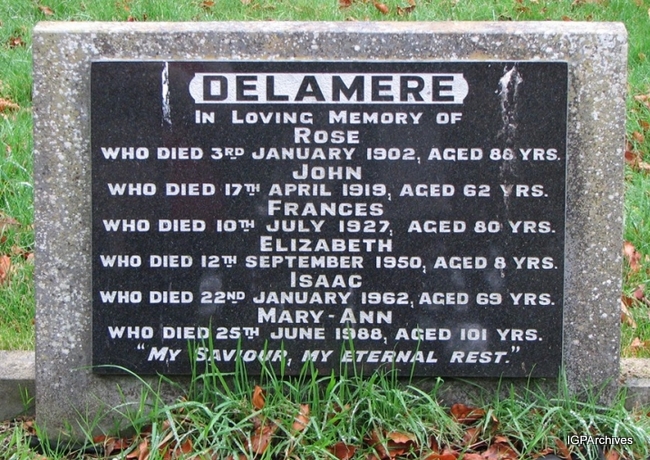 DELAMERE
IN LOVING MEMORY OF
ROSE
WHO DIED 3RD JANUARY 1902, AGED 88 YRS.
JOHN
WHO DIED 17TH APRIL 1919, AGED 62 YRS.
FRANCES
WHO DIED 10TH JULY 1927, AGED 80 YRS.
ELIZABETH
WHO DIED 12TH SEPTEMBER 1950, AGED 8 YRS.
ISAAC
WHO DIED 22ND JANUARY 1962, AGED 69 YRS.
MARY-ANN
WHO DIED 25TH JUNE 1988, AGED 101 YRS.
"MY SAVIOUR, MY ETERNAL REST."
IGPArchives